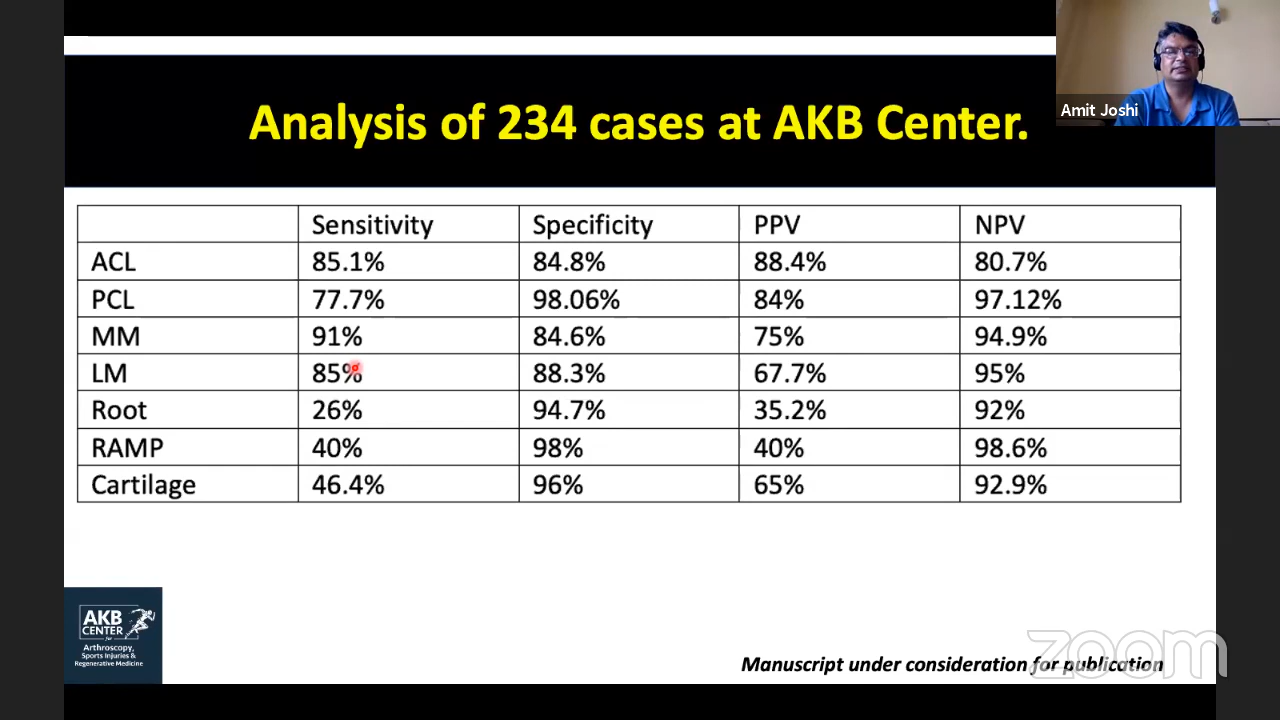 Amit Joshi
Analysis of 234 cases at AKB Center.
Sensitivity Specificity PPV NPV
ACL 85.1% 84.8% 88.4% 80.7%
PCL 77.7% 98.06% 84% 97.12%
MM 91% 84.6% 75% 94.9%
LM 85% 88.3% 67.7% 95%
Root 26% 94.7% 35.2% 92%
RAMP 40% 98% 40% 98.6%
Cartilage 46.4% 96% 65% 92.9%
AKB
CENTER
for
Arthroscopy,
Sports Injuries &
Regenerative Medicine
Manuscript under consideration for publication
zoom